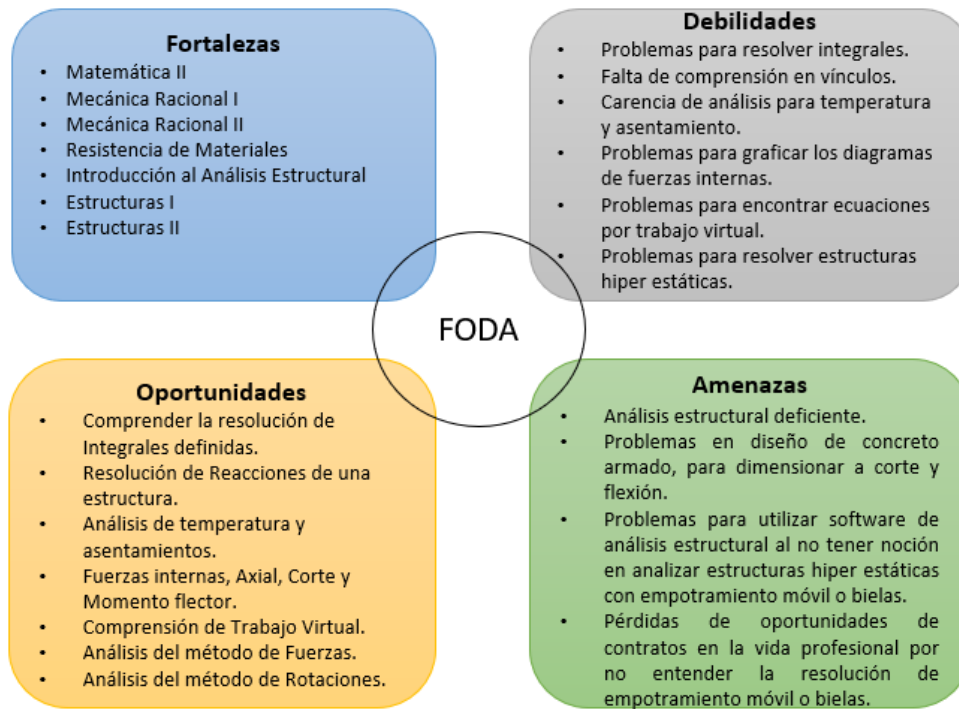 Fortalezas
• Matemática II
• Mecánica Racional I
• Mecánica Racional II
• Resistencia de Materiales
• Introducción al Análisis Estructural
• Estructuras I
• Estructuras II
Debilidades
• Problemas para resolver integrales.
• Falta de comprensión en vínculos.
• Carencia de análisis para temperatura
y asentamiento.
• Problemas para graficar los diagramas
de fuerzas internas.
• Problemas para encontrar ecuaciones
por trabajo virtual.
• Problemas para resolver estructuras
hiper estáticas.
FODA
Oportunidades
• Comprender la resolución de
Integrales definidas.
• Resolución de Reacciones de una
estructura.
• Análisis de temperatura y
asentamientos.
• Fuerzas internas, Axial, Corte y
Momento flector.
• Comprensión de Trabajo Virtual.
• Análisis del método de Fuerzas.
• Análisis del método de Rotaciones.
Amenazas
• Análisis estructural deficiente.
• Problemas en diseño de concreto
armado, para dimensionar a corte y
flexión.
• Problemas para utilizar software de
análisis estructural al no tener noción
en analizar estructuras hiper estáticas
con empotramiento móvil o bielas.
• Pérdidas de oportunidades de
contratos en la vida profesional por
no entender la resolución de
empotramiento móvil o bielas.